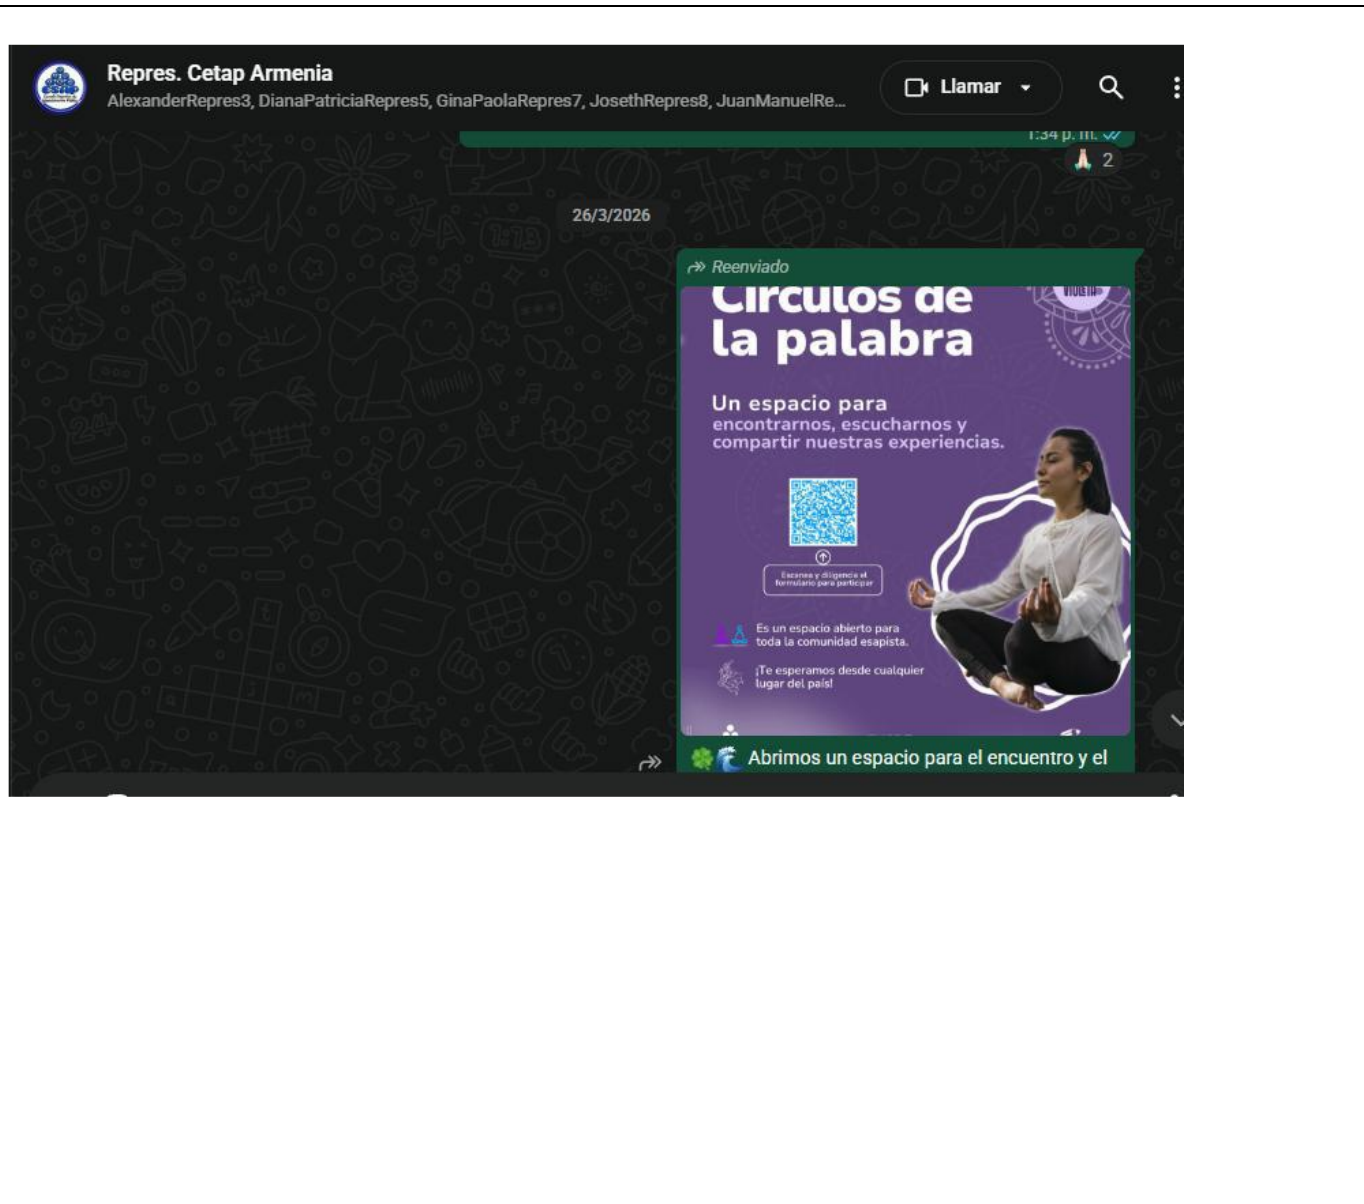 Repres. Cetap Armenia
AlexanderRepres3, DianaPatriciaRepres5, GinaPaolaRepres7, JosethRepres8, JuanManuelRe...
Llamar
1:34 p. m.
2
26/3/2026
Reenviado
Círculos de
la palabra
Un espacio para
encontrarnos, escucharnos y
compartir nuestras experiencias.
Escanea y diligencia el
formulario para participar
Es un espacio abierto para
toda la comunidad esapista.
¡Te esperamos desde cualquier
lugar del país!
Abrimos un espacio para el encuentro y el